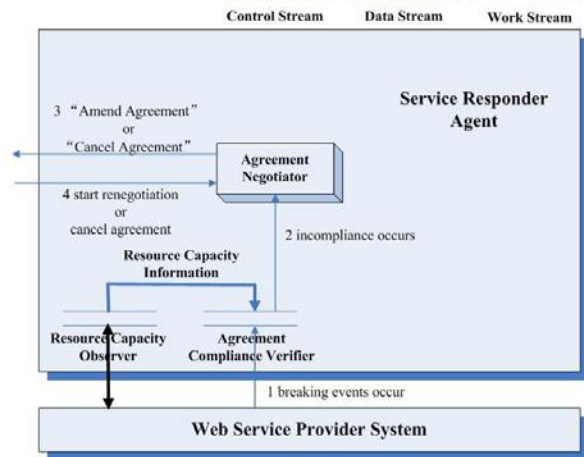 Control Stream Data Stream Work Stream
Service Responder
Agent
3 “Amend Agreement”
or
“Cancel Agreement”
Agreement
Negotiator
4 start renegotiation
or
cancel agreement
2 incompliance occurs
Resource Capacity
Information
Resource Capacity
Observer
Agreement
Compliance Verifier
1 breaking events occur
Web Service Provider System